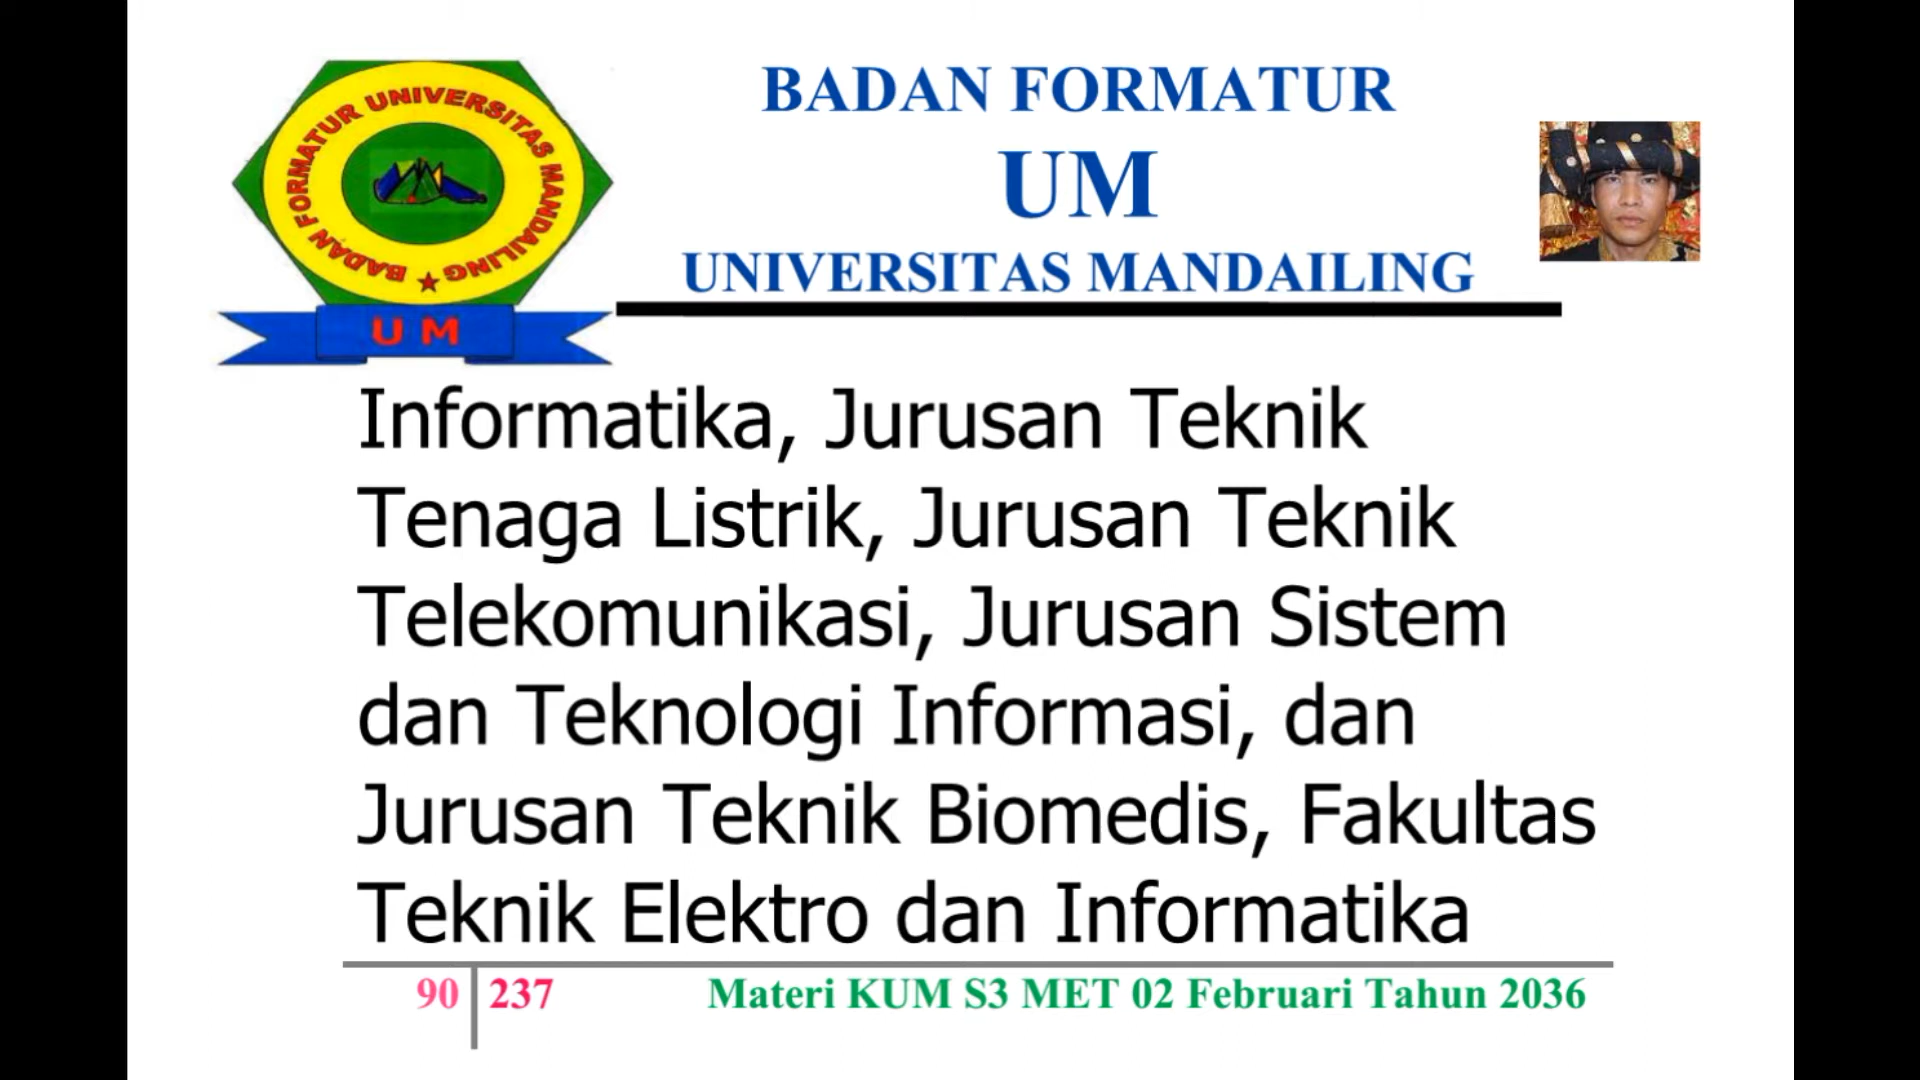 BADAN FORMATUR UNIVERSITAS MANDAILING
UM
BADAN FORMATUR
UM
UNIVERSITAS MANDAILING
Informatika, Jurusan Teknik
Tenaga Listrik, Jurusan Teknik
Telekomunikasi, Jurusan Sistem
dan Teknologi Informasi, dan
Jurusan Teknik Biomedis, Fakultas
Teknik Elektro dan Informatika
90 237 Materi KUM S3 MET 02 Februari Tahun 2036